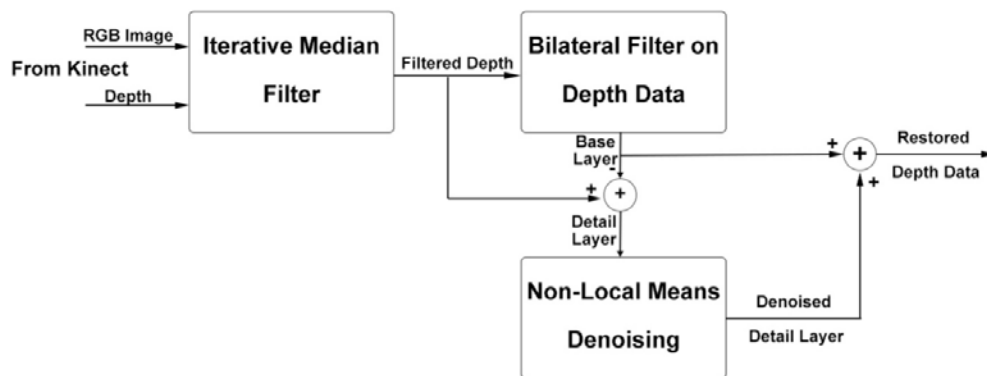 RGB Image
From Kinect
Depth
Iterative Median
Filter
Filtered Depth
Bilateral Filter on
Depth Data
Base
Layer
-
+
+
Detail
Layer
Non-Local Means
Denoising
Denoised
Detail Layer
+
+
+
Restored
Depth Data